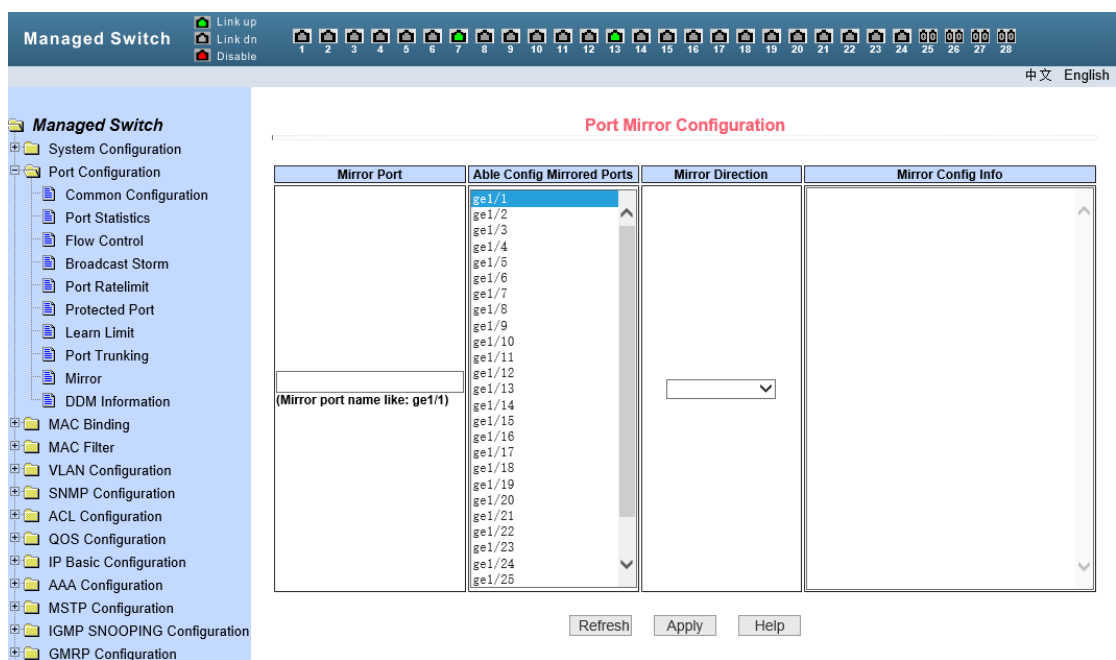 Link up
Managed Switch
Link dn
Disable
1 2 3 4 5 6 7 8 9 10 11 12 13 14 15 16 17 18 19 20 21 22 23 24 25 26 27 28
中文 English
Managed Switch
System Configuration
Port Configuration
Common Configuration
Port Statistics
Flow Control
Broadcast Storm
Port Ratelimit
Protected Port
Learn Limit
Port Trunking
Mirror
DDM Information
MAC Binding
MAC Filter
VLAN Configuration
SNMP Configuration
ACL Configuration
QOS Configuration
IP Basic Configuration
AAA Configuration
MSTP Configuration
IGMP SNOOPING Configuration
GMRP Configuration
Port Mirror Configuration
Mirror Port Able Config Mirrored Ports Mirror Direction Mirror Config Info
(Mirror port name like: ge1/1)
ge1/1
ge1/2
ge1/3
ge1/4
ge1/5
ge1/6
ge1/7
ge1/8
ge1/9
ge1/10
ge1/11
ge1/12
ge1/13
ge1/14
ge1/15
ge1/16
ge1/17
ge1/18
ge1/19
ge1/20
ge1/21
ge1/22
ge1/23
ge1/24
ge1/25
Refresh Apply Help